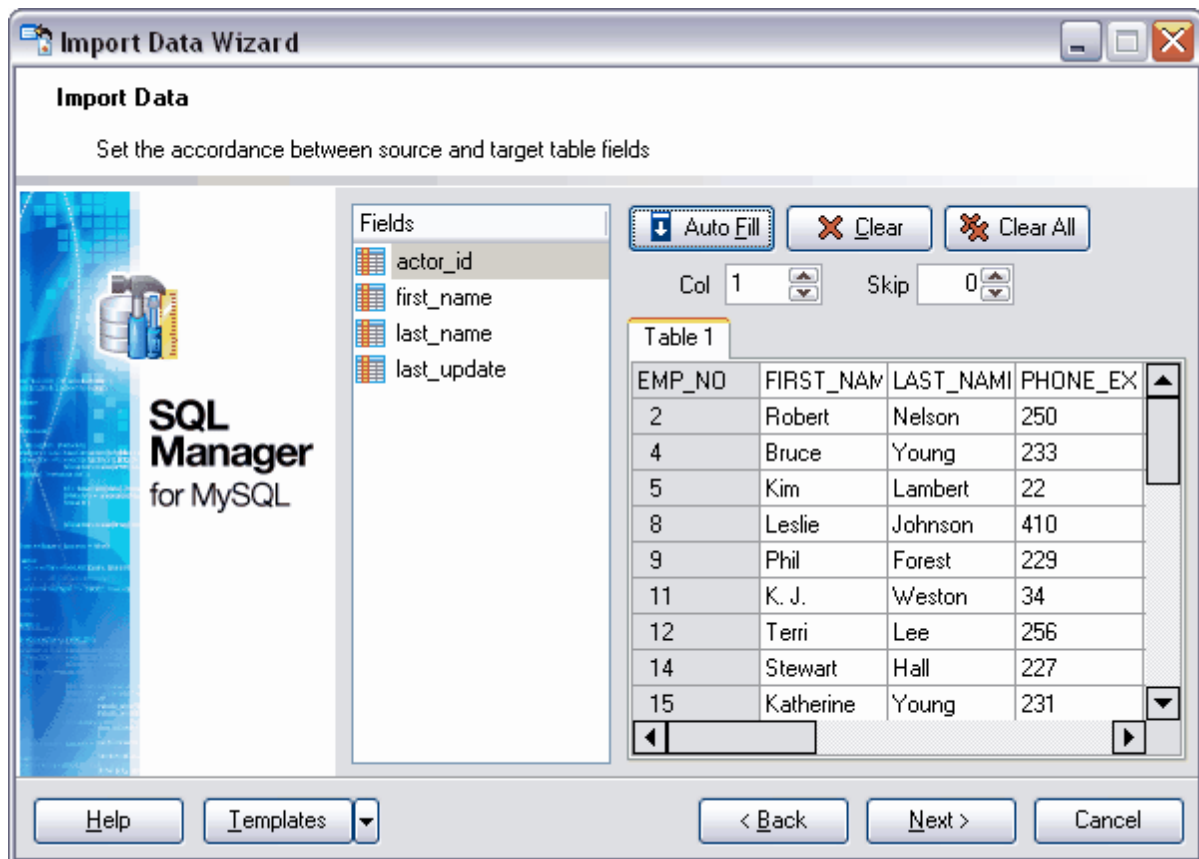 Import Data Wizard
Import Data
Set the accordance between source and target table fields
SQL
Manager
for MySQL
Fields
actor_id
first_name
last_name
last_update
Auto Fill
Clear
Clear All
Col 1
Skip 0
Table 1
EMP_NO FIRST_NAM LAST_NAM PHONE_EX
2 Robert Nelson 250
4 Bruce Young 233
5 Kim Lambert 22
8 Leslie Johnson 410
9 Phil Forest 229
11 K. J. Weston 34
12 Terri Lee 256
14 Stewart Hall 227
15 Katherine Young 231
Help
Templates
< Back
Next >
Cancel